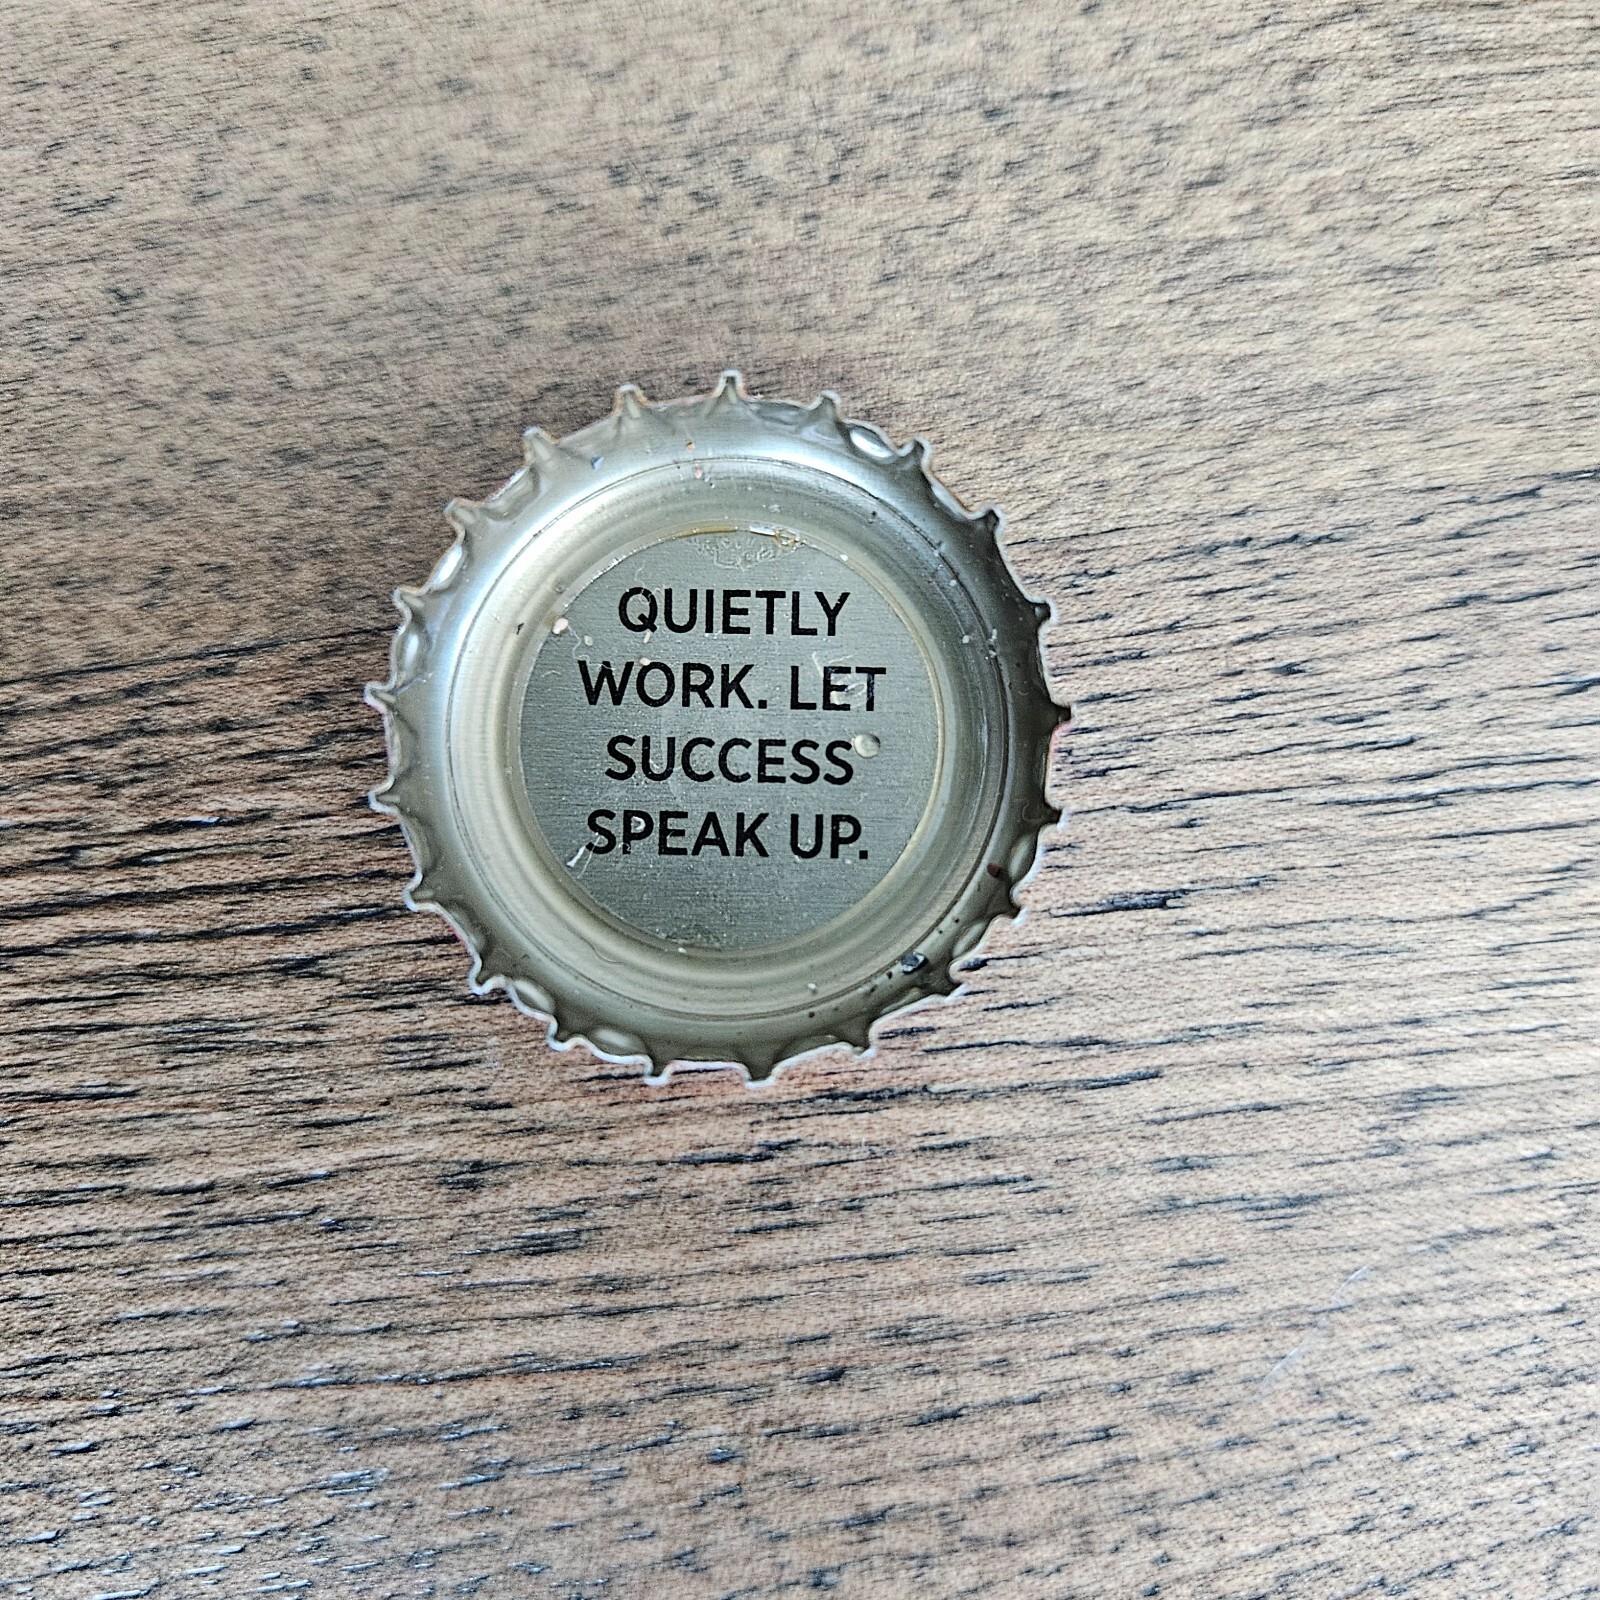 QUIETLY
WORK. LET
SUCCESS
SPEAK UP.